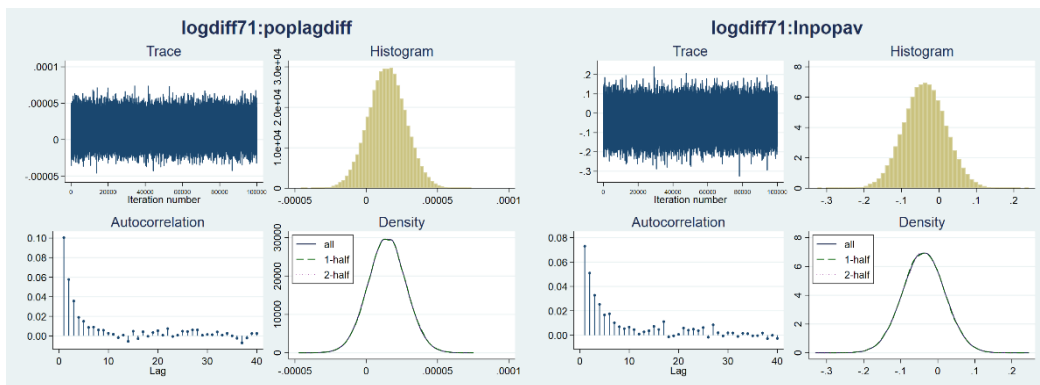 logdiff71:poplagdiff
Trace
.0001
.00005
0
-.00005
0 20000 40000 60000 80000 100000
Iteration number
Histogram
0 1.0e+04 2.0e+04 3.0e+04
-.00005 0 .00005 .0001
Autocorrelation
0.10
0.08
0.06
0.04
0.02
0.00
0 10 20 30 40
Lag
Density
all
1-half
2-half
0 10000 20000 30000
-.00005 0 .00005 .0001
logdiff71:lnpopav
Trace
.2
.1
0
-.1
-.2
-.3
0 20000 40000 60000 80000 100000
Iteration number
Histogram
8
6
4
2
0
-.3 -.2 -.1 0 .1 .2
Autocorrelation
0.08
0.06
0.04
0.02
0.00
0 10 20 30 40
Lag
Density
all
1-half
2-half
8
6
4
2
0
-.3 -.2 -.1 0 .1 .2